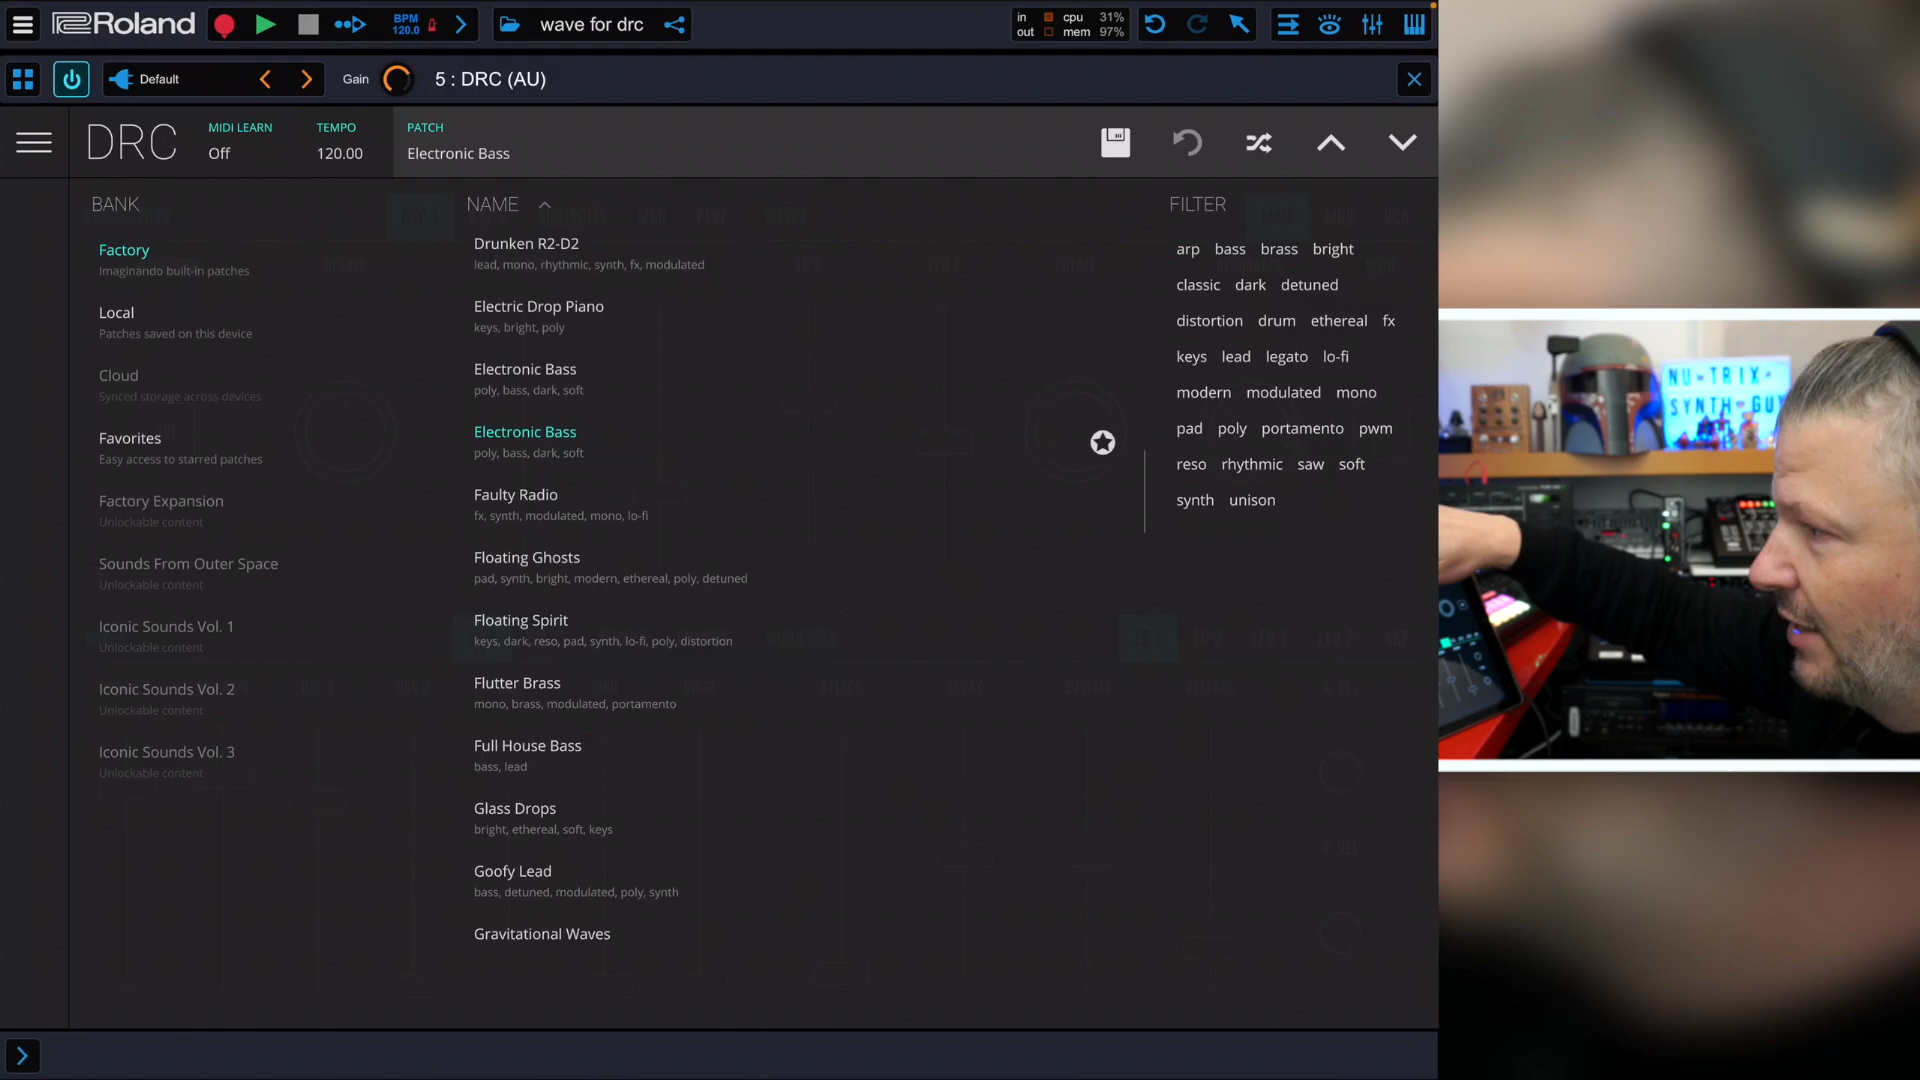 Roland
BPM
120.0
wave for drc
in cpu 31%
out mem 97%
Default
Gain
5 : DRC (AU)
DRC
MIDI LEARN
Off
TEMPO
120.00
PATCH
Electronic Bass
BANK
Factory
Imaginando built-in patches
Local
Patches saved on this device
Cloud
Synced storage across devices
Favorites
Easy access to starred patches
Factory Expansion
Unlockable content
Sounds From Outer Space
Unlockable content
Iconic Sounds Vol. 1
Unlockable content
Iconic Sounds Vol. 2
Unlockable content
Iconic Sounds Vol. 3
Unlockable content
NAME
Drunken R2-D2
lead, mono, rhythmic, synth, fx, modulated
Electric Drop Piano
keys, bright, poly
Electronic Bass
poly, bass, dark, soft
Electronic Bass
poly, bass, dark, soft
Faulty Radio
fx, synth, modulated, mono, lo-fi
Floating Ghosts
pad, synth, bright, modern, ethereal, poly, detuned
Floating Spirit
keys, dark, reso, pad, synth, lo-fi, poly, distortion
Flutter Brass
mono, brass, modulated, portamento
Full House Bass
bass, lead
Glass Drops
bright, ethereal, soft, keys
Goofy Lead
bass, detuned, modulated, poly, synth
Gravitational Waves
FILTER
arp bass brass bright
classic dark detuned
distortion drum ethereal fx
keys lead legato lo-fi
modern modulated mono
pad poly portamento pwm
reso rhythmic saw soft
synth unison
NU-TRIX-
SYNTH-GUY